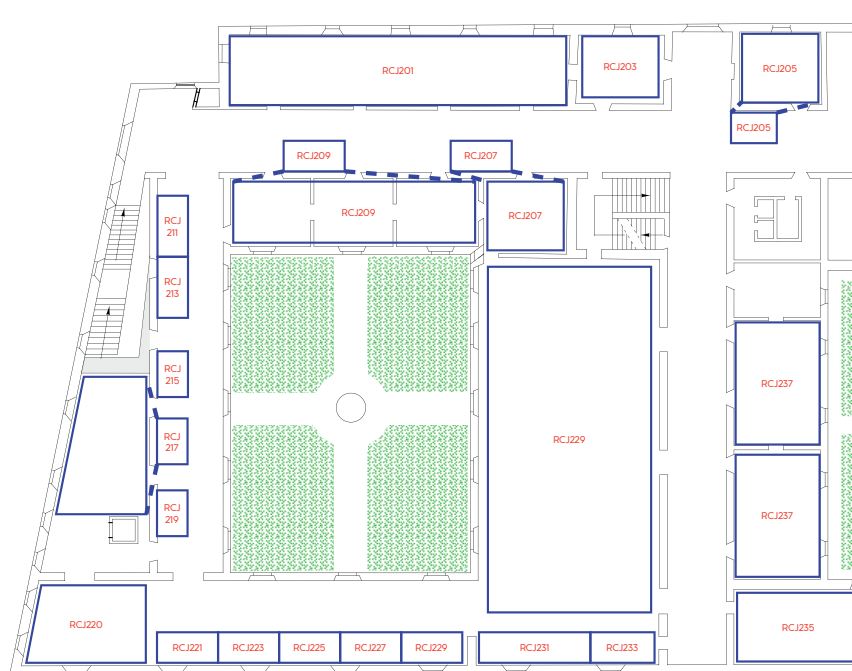 RCJ201
RCJ203
RCJ205
RCJ205
RCJ209
RCJ207
RCJ209
RCJ207
RCJ
211
RCJ
213
RCJ
215
RCJ
217
RCJ
219
RCJ229
RCJ237
RCJ237
RCJ220
RCJ221
RCJ223
RCJ225
RCJ227
RCJ229
RCJ231
RCJ233
RCJ235